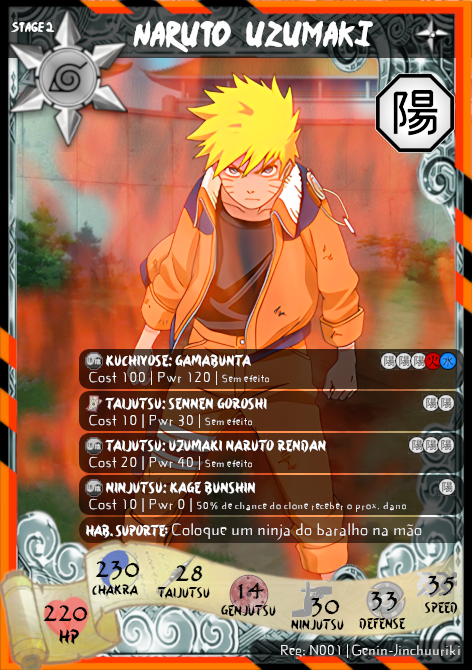 STAGE 2
NARUTO UZUMAKI
陽
KUCHIYOSE: GAMABUNTA
Cost 100 | Pwr 120 | Sem efeito
火 水
TAIJUTSU: SENNEN GOROSHI
Cost 10 | Pwr 30 | Sem efeito
TAIJUTSU: UZUMAKI NARUTO RENDAN
Cost 20 | Pwr 40 | Sem efeito
NINJUTSU: KAGE BUNSHIN
Cost 10 | Pwr 0 | 50% de chance do clone receber o prox. dano
HAB. SUPORTE: Coloque um ninja do baralho na mão
220
HP
230
CHAKRA
28
TAIJUTSU
14
GENJUTSU
30
NINJUTSU
33
DEFENSE
35
SPEED
Reg: N001 | Genin-Jinchuuriki